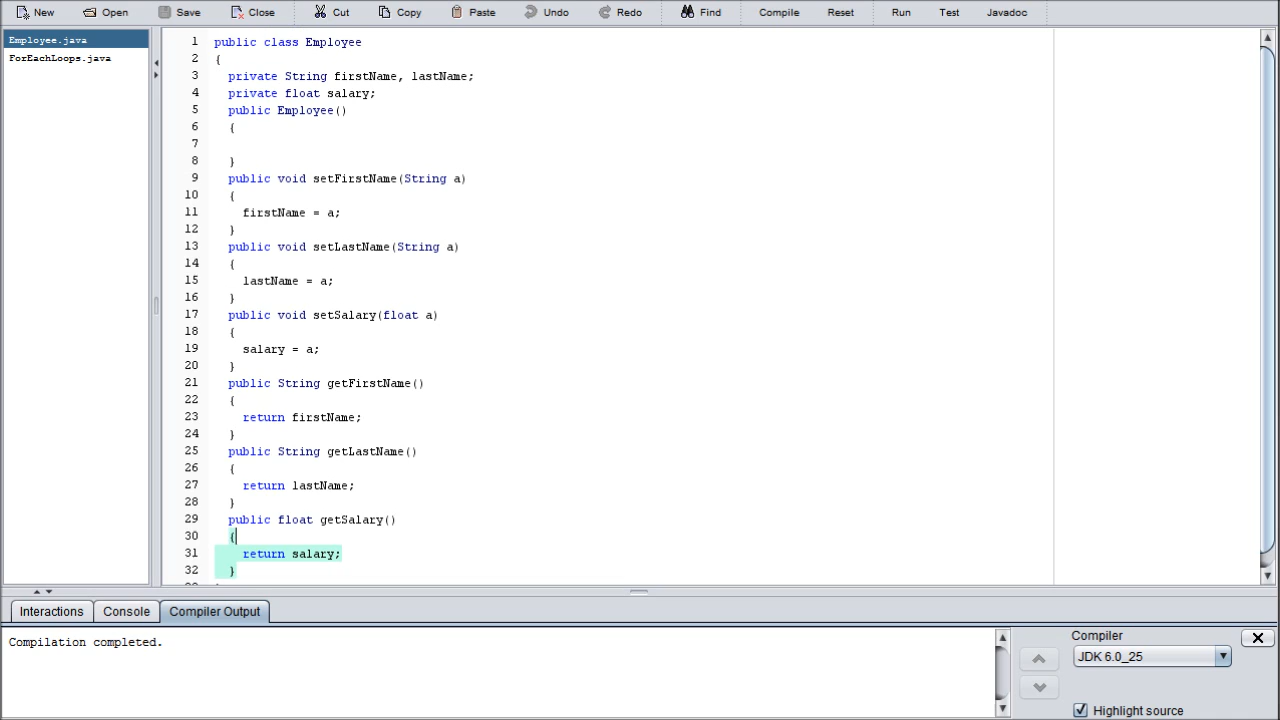 New Open Save Close Cut Copy Paste Undo Redo Find Compile Reset Run Test Javadoc
Employee.java
ForEachLoops.java
1 public class Employee
2 {
3 private String firstName, lastName;
4 private float salary;
5 public Employee()
6 {
7
8 }
9 public void setFirstName(String a)
10 {
11 firstName = a;
12 }
13 public void setLastName(String a)
14 {
15 lastName = a;
16 }
17 public void setSalary(float a)
18 {
19 salary = a;
20 }
21 public String getFirstName()
22 {
23 return firstName;
24 }
25 public String getLastName()
26 {
27 return lastName;
28 }
29 public float getSalary()
30 {
31 return salary;
32 }
Interactions Console Compiler Output
Compilation completed.
Compiler
JDK 6.0_25
Highlight source